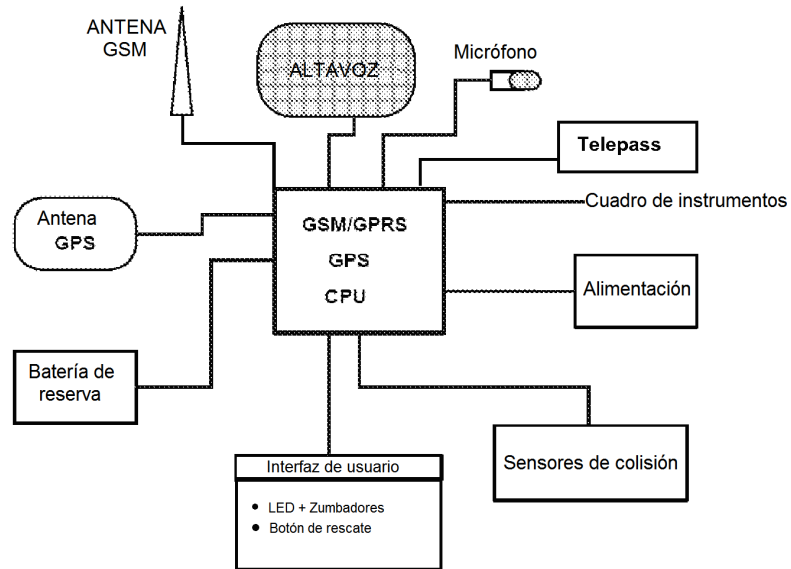 ANTENA
GSM
ALTAVOZ
Micrófono
Telepass
Cuadro de instrumentos
Antena
GPS
GSM/GPRS
GPS
CPU
Alimentación
Batería de
reserva
Interfaz de usuario
• LED + Zumbadores
• Botón de rescate
Sensores de colisión